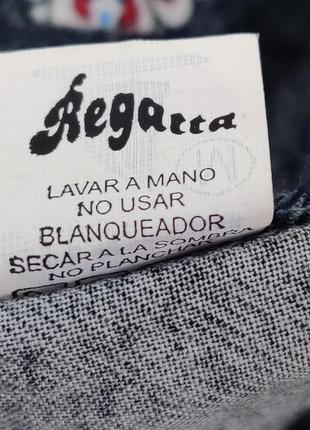 Regatta
LAVAR A MANO
NO USAR
BLANQUEADOR
SECAR A LA SOMBRA
NO PLANCHAR